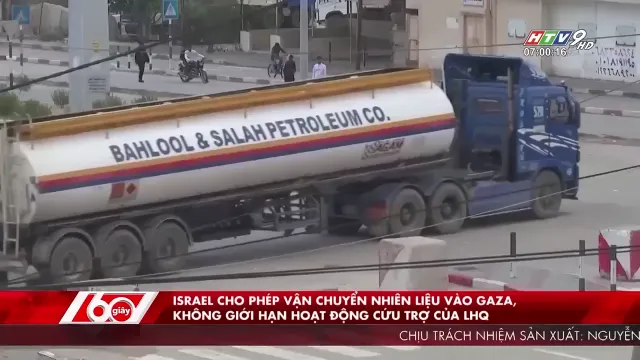 HTV9 HD
07:00:16
BAHLOOL & SALAH PETROLEUM CO.
60 giây
ISRAEL CHO PHÉP VẬN CHUYỂN NHIÊN LIỆU VÀO GAZA,
KHÔNG GIỚI HẠN HOẠT ĐỘNG CỨU TRỢ CỦA LHQ
CHỊU TRÁCH NHIỆM SẢN XUẤT: NGUYỄN